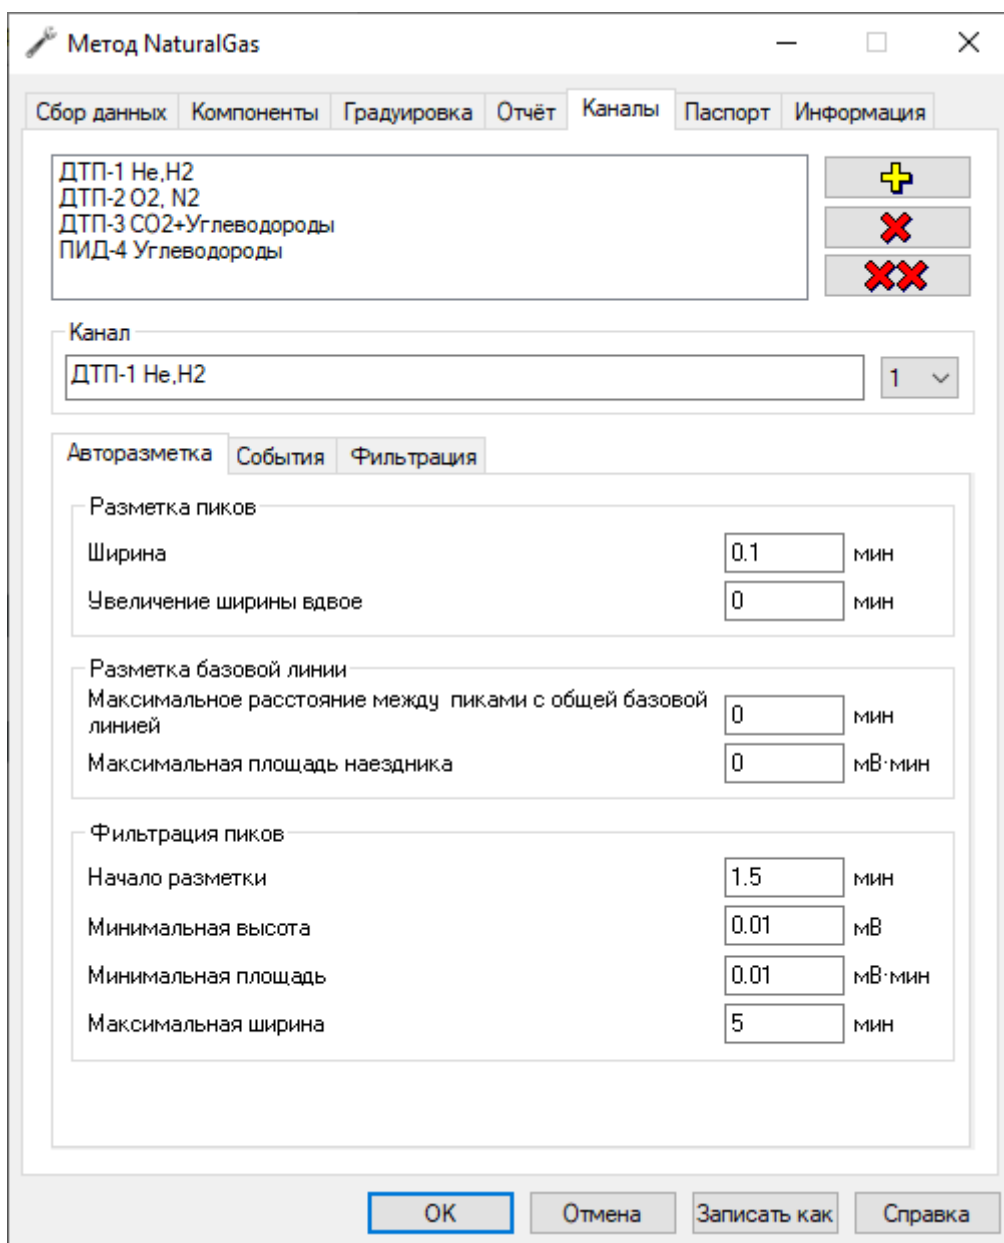 Метод NaturalGas
Сбор данных Компоненты Градуировка Отчёт Каналы Паспорт Информация
ДТП-1 He,H2
ДТП-2 O2, N2
ДТП-3 CO2+Углеводороды
ПИД-4 Углеводороды
Канал
ДТП-1 He,H2 1
Авторазметка События Фильтрация
Разметка пиков
Ширина 0.1 мин
Увеличение ширины вдвое 0 мин
Разметка базовой линии
Максимальное расстояние между пиками с общей базовой
линией 0 мин
Максимальная площадь наездника 0 мВ·мин
Фильтрация пиков
Начало разметки 1.5 мин
Минимальная высота 0.01 мВ
Минимальная площадь 0.01 мВ·мин
Максимальная ширина 5 мин
OK Отмена Записать как Справка